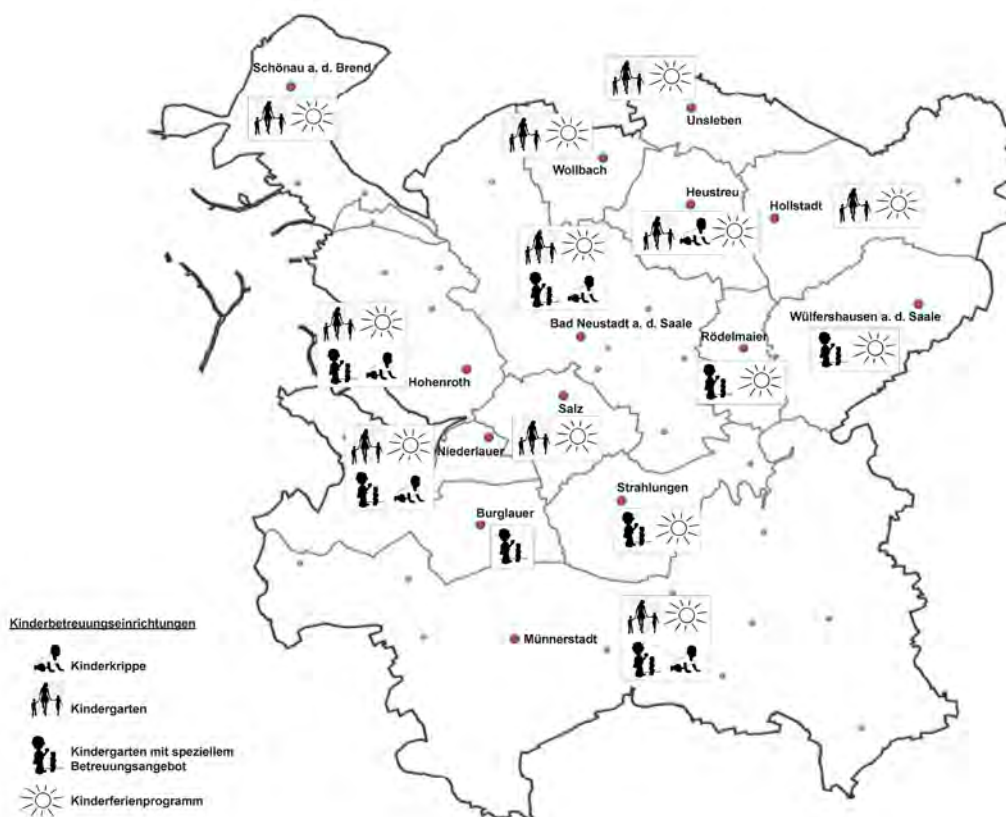 Schönau a. d. Brend
Unsleben
Wollbach
Heustreu
Hollstadt
Bad Neustadt a. d. Saale
Wülfershausen a. d. Saale
Rödelmaier
Hohenroth
Salz
Niederlauer
Strahlungen
Burglauer
Münnerstadt
Kinderbetreuungseinrichtungen
Kinderkrippe
Kindergarten
Kindergarten mit speziellem
Betreuungsangebot
Kinderferienprogramm